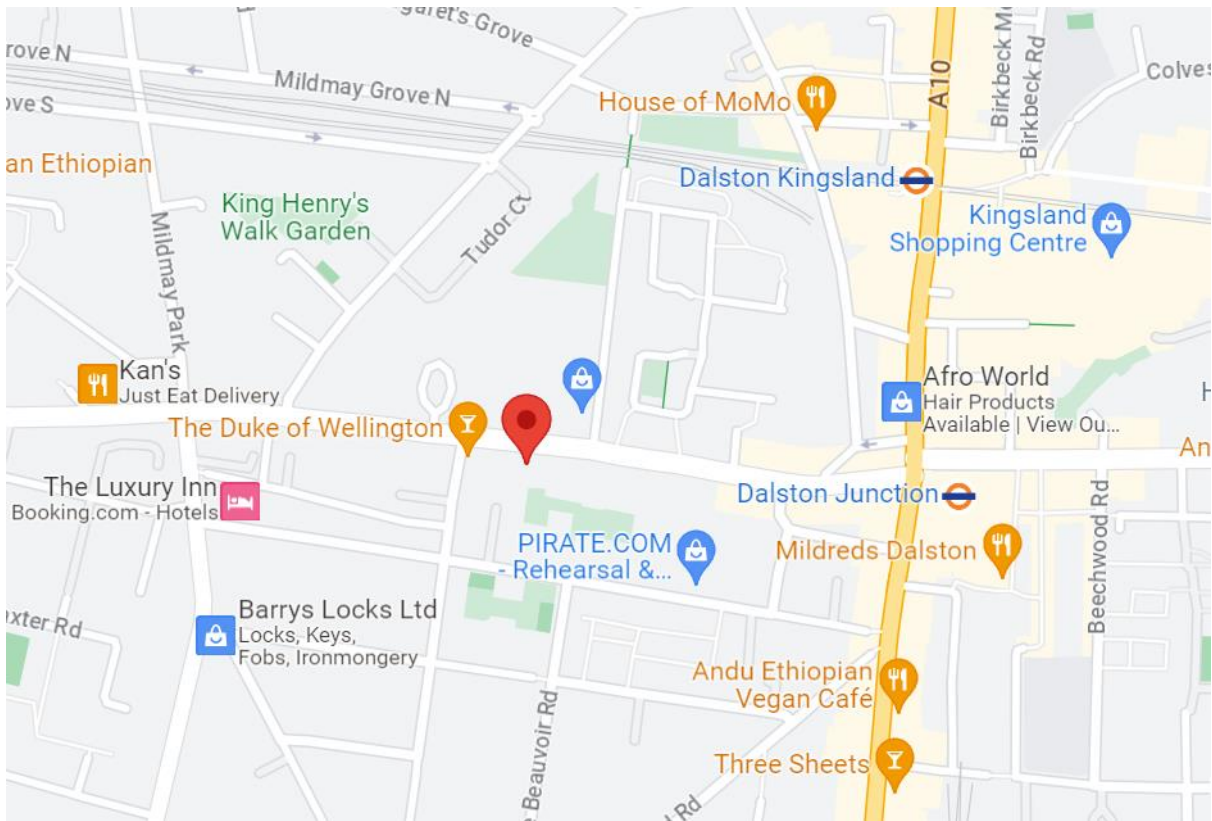 garet's Grove
rove N
Mildmay Grove N
ove S
an Ethiopian
House of MoMo
A10
Birkbeck Me
Birkbeck Rd
Colves
Dalston Kingsland
King Henry's
Walk Garden
Tudor Ct
Kingsland
Shopping Centre
Mildmay Park
Kan's
Just Eat Delivery
The Duke of Wellington
Afro World
Hair Products
Available | View Ou...
H
An
The Luxury Inn
Booking.com - Hotels
Dalston Junction
PIRATE.COM
- Rehearsal &...
Mildreds Dalston
Beechwood Rd
Barrys Locks Ltd
Locks, Keys,
Fobs, Ironmongery
xter Rd
Andu Ethiopian
Vegan Café
Beauvoir Rd
Three Sheets
Rd